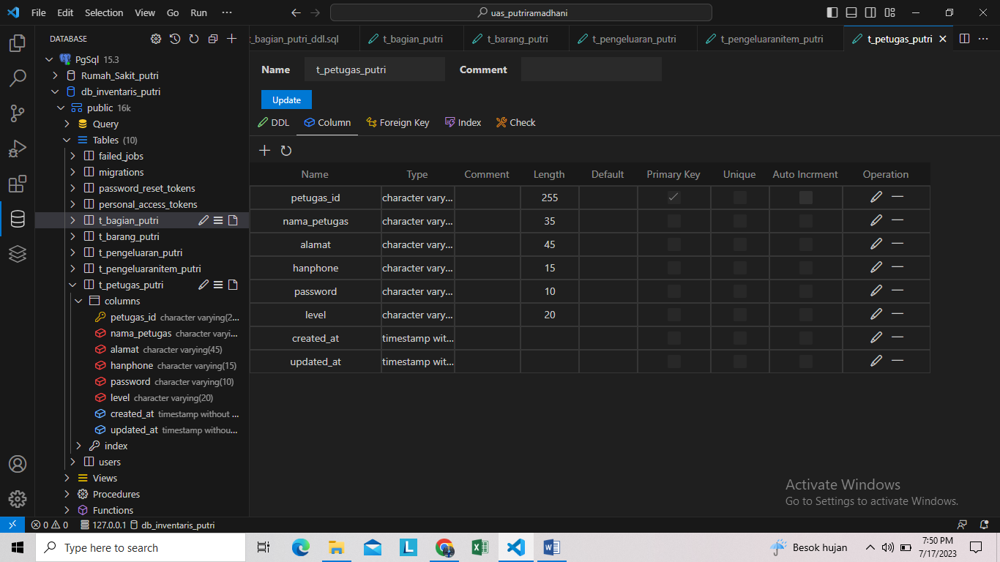 File Edit Selection View Go Run ··· uas_putriramadhani
DATABASE
PgSql 15.3
Rumah_Sakit_putri
db_inventaris_putri
public 16k
Query
Tables (10)
failed_jobs
migrations
password_reset_tokens
personal_access_tokens
t_bagian_putri
t_barang_putri
t_pengeluaran_putri
t_pengeluaranitem_putri
t_petugas_putri
columns
petugas_id character varying(2...
nama_petugas character varyi...
alamat character varying(45)
hanphone character varying(15)
password character varying(10)
level character varying(20)
created_at timestamp without ...
updated_at timestamp withou...
index
users
Views
Procedures
Functions
t_bagian_putri_ddl.sql t_bagian_putri t_barang_putri t_pengeluaran_putri t_pengeluaranitem_putri t_petugas_putri ···
Name t_petugas_putri Comment
Update
DDL Column Foreign Key Index Check
Name Type Comment Length Default Primary Key Unique Auto Incrment Operation
petugas_id character vary... 255
nama_petugas character vary... 35
alamat character vary... 45
hanphone character vary... 15
password character vary... 10
level character vary... 20
created_at timestamp wit...
updated_at timestamp wit...
Activate Windows
Go to Settings to activate Windows.
0 0 127.0.0.1 db_inventaris_putri
Type here to search
Besok hujan
7:50 PM
7/17/2023